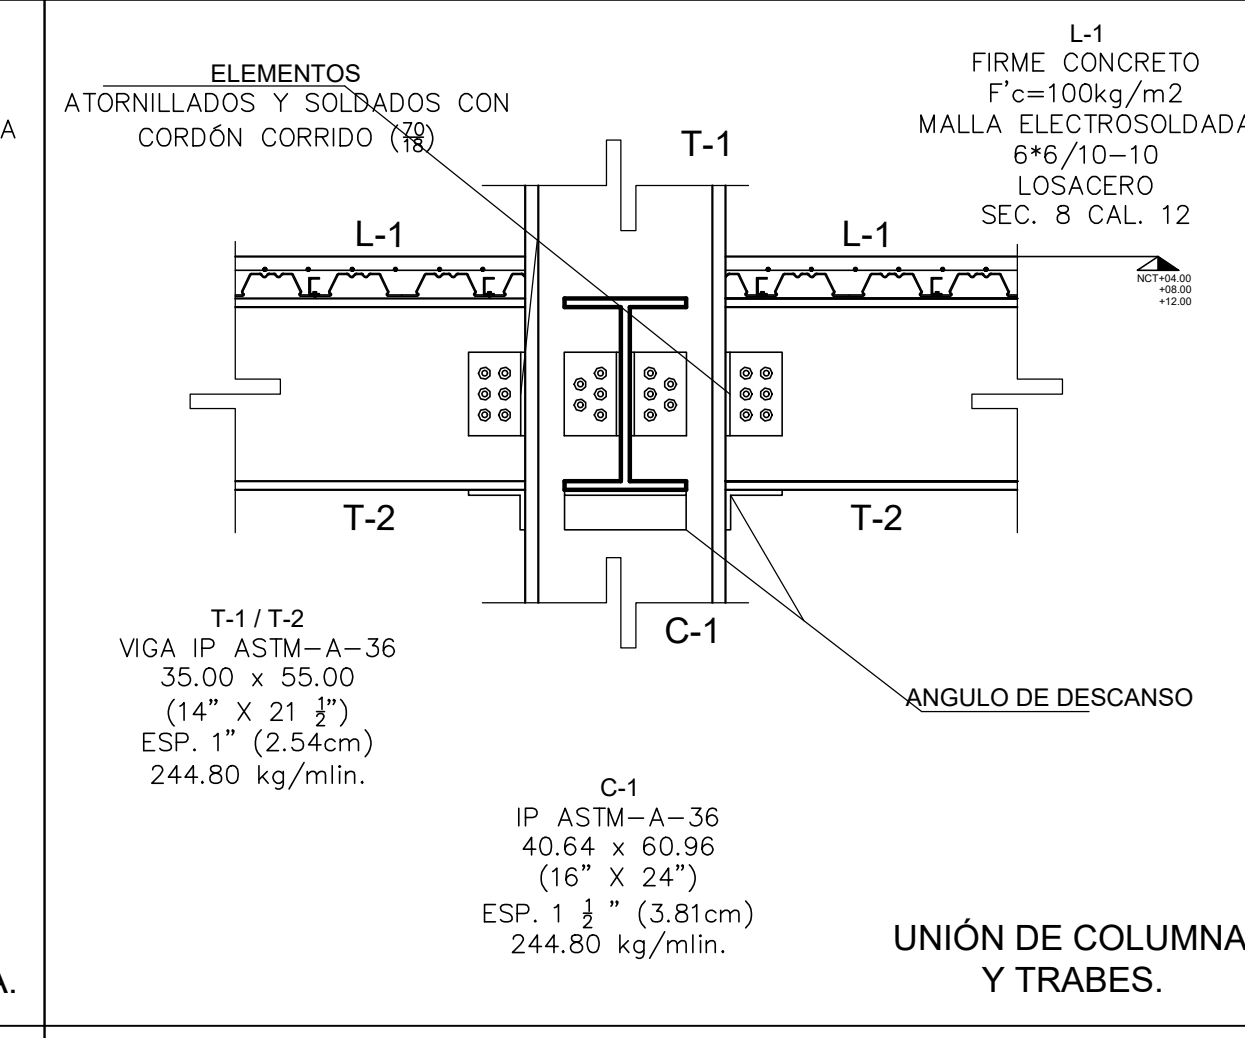 A
ELEMENTOS
ATORNILLADOS Y SOLDADOS CON
CORDÓN CORRIDO (70/18)
T-1
L-1
FIRME CONCRETO
F'c=100kg/m2
MALLA ELECTROSOLDADA
6*6/10-10
LOSACERO
SEC. 8 CAL. 12
L-1
L-1
NCT+04.00
+08.00
+12.00
T-2
T-2
C-1
T-1 / T-2
VIGA IP ASTM-A-36
35.00 x 55.00
(14" X 21 1/2")
ESP. 1" (2.54cm)
244.80 kg/mlin.
ANGULO DE DESCANSO
C-1
IP ASTM-A-36
40.64 x 60.96
(16" X 24")
ESP. 1 1/2 " (3.81cm)
244.80 kg/mlin.
UNIÓN DE COLUMNA
Y TRABES.
A.